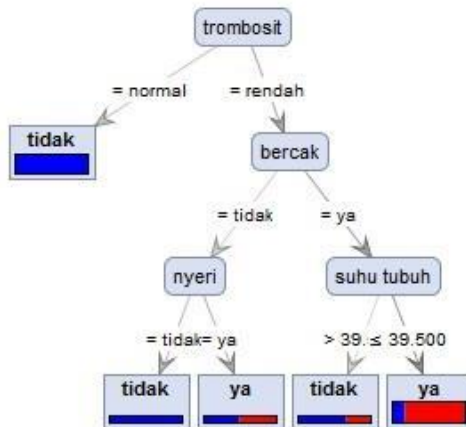 trombosit
= normal
= rendah
tidak
bercak
= tidak
= ya
nyeri
suhu tubuh
= tidak
= ya
> 39.
≤ 39.500
tidak
ya
tidak
ya